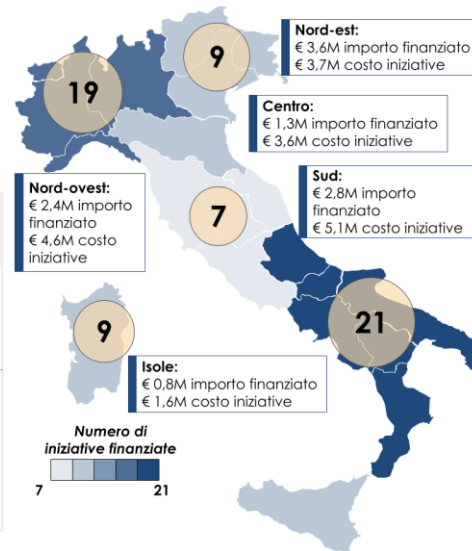 9
Nord-est:
€ 3,6M importo finanziato
€ 3,7M costo iniziative
19
Centro:
€ 1,3M importo finanziato
€ 3,6M costo iniziative
Nord-ovest:
€ 2,4M importo
finanziato
€ 4,6M costo
iniziative
7
Sud:
€ 2,8M importo
finanziato
€ 5,1M costo iniziative
9
21
Isole:
€ 0,8M importo finanziato
€ 1,6M costo iniziative
Numero di
iniziative finanziate
7 21